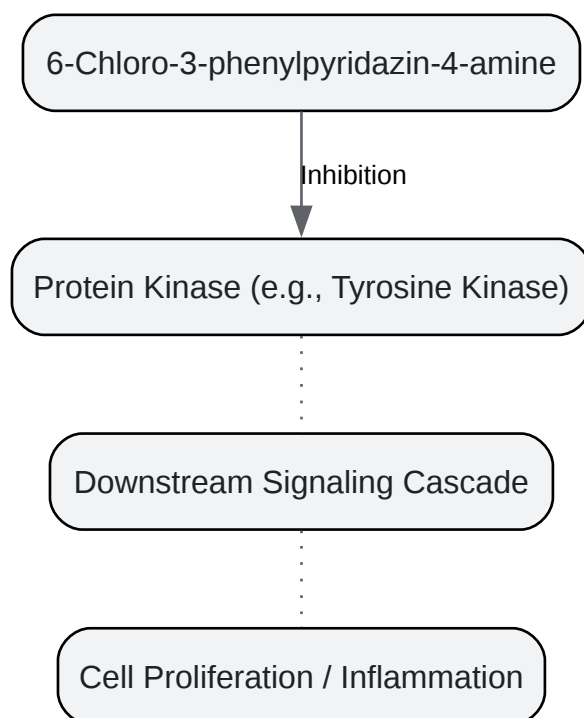 6-Chloro-3-phenylpyridazin-4-amine
Inhibition
Protein Kinase (e.g., Tyrosine Kinase)
Downstream Signaling Cascade
Cell Proliferation / Inflammation